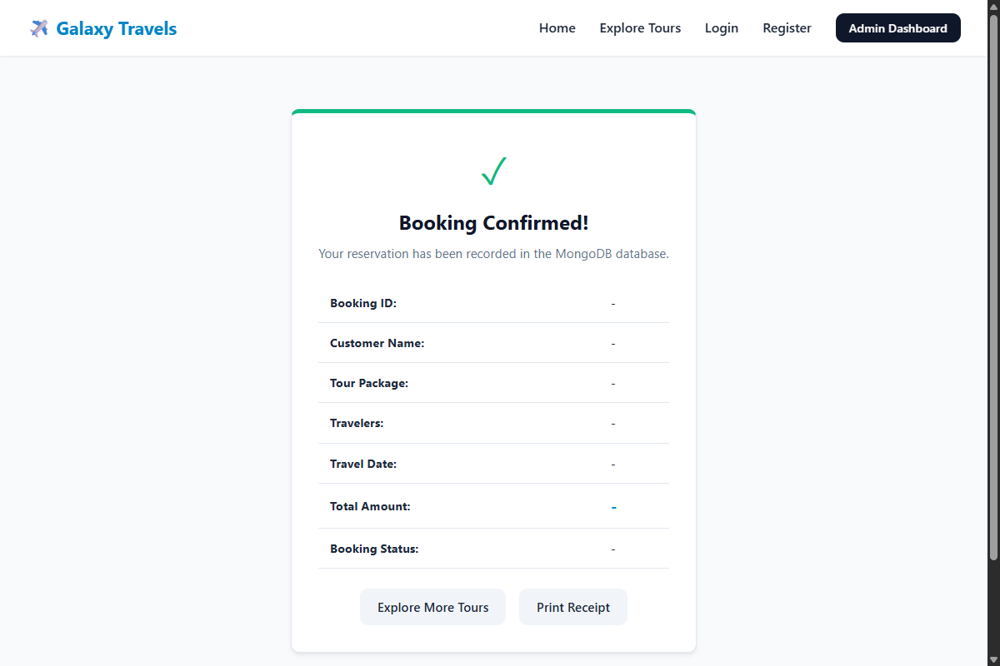 Galaxy Travels
Home Explore Tours Login Register Admin Dashboard
✓
Booking Confirmed!
Your reservation has been recorded in the MongoDB database.
Booking ID: -
Customer Name: -
Tour Package: -
Travelers: -
Travel Date: -
Total Amount: -
Booking Status: -
Explore More Tours Print Receipt